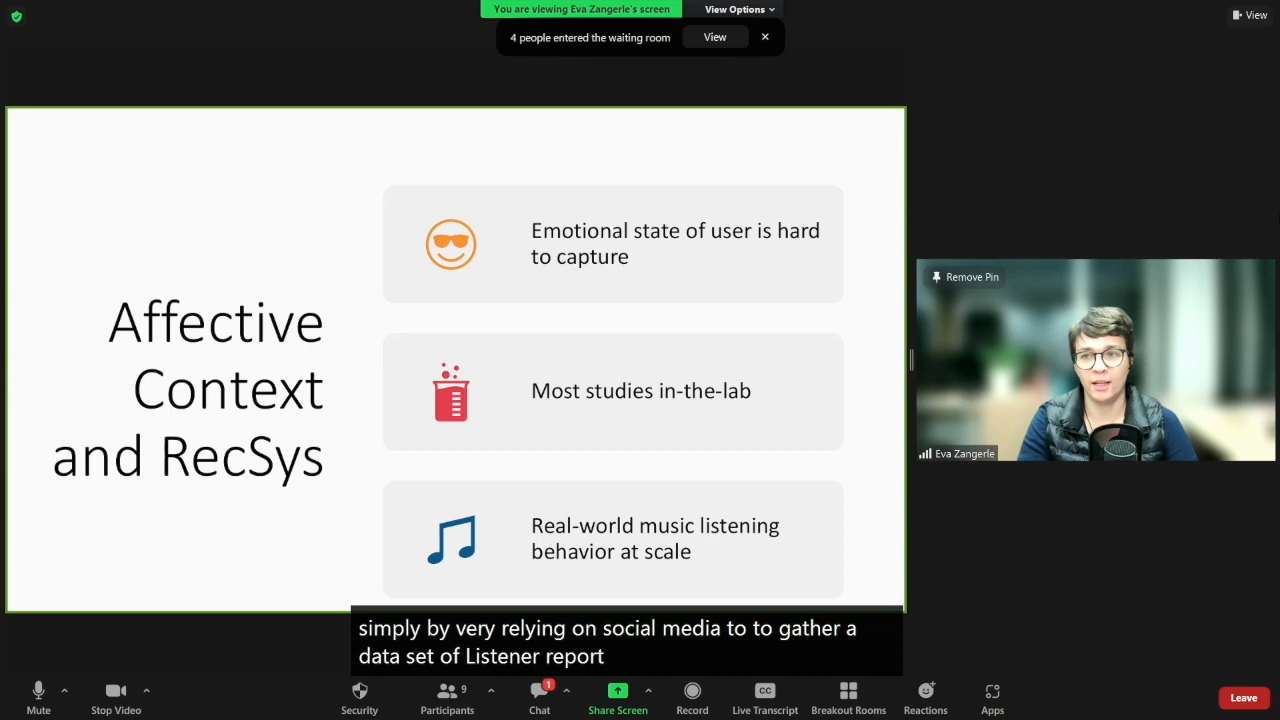 You are viewing Eva Zangerle's screen
View Options
View
4 people entered the waiting room
View
Affective
Context
and RecSys
Emotional state of user is hard
to capture
Most studies in-the-lab
Real-world music listening
behavior at scale
Remove Pin
Eva Zangerle
simply by very relying on social media to to gather a
data set of Listener report
Mute
Stop Video
Security
9
Participants
1
Chat
Share Screen
Record
CC
Live Transcript
Breakout Rooms
Reactions
Apps
Leave